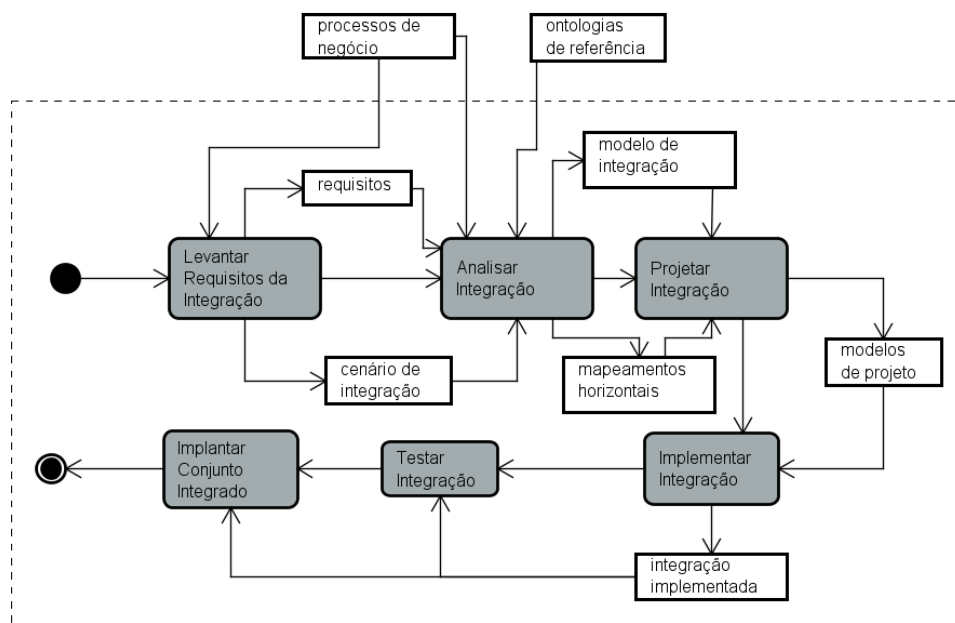 processos de
negócio
ontologias
de referência
modelo de
integração
requisitos
Levantar
Requisitos da
Integração
Analisar
Integração
Projetar
Integração
cenário de
integração
mapeamentos
horizontais
modelos
de projeto
Implantar
Conjunto
Integrado
Testar
Integração
Implementar
Integração
integração
implementada